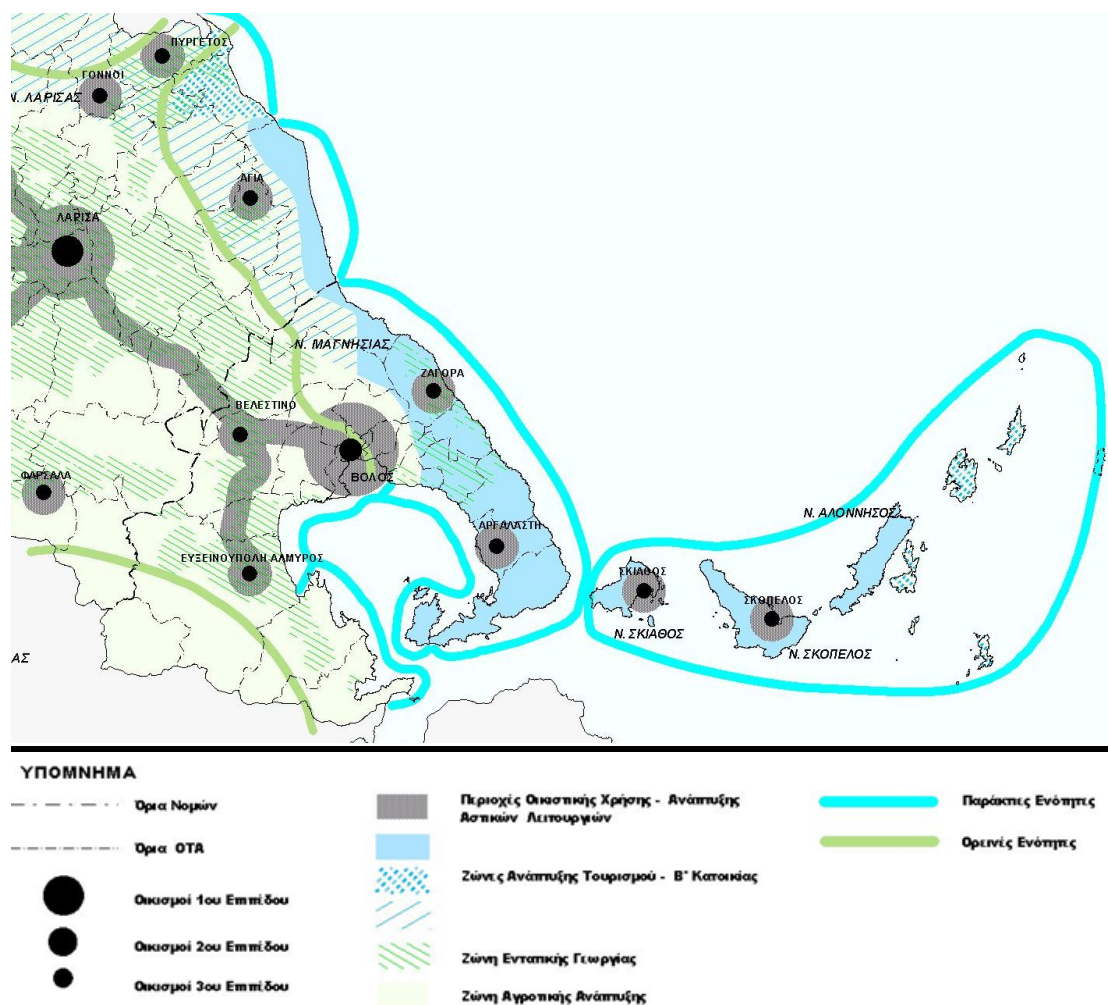 ΠΥΡΓΕΤΟΣ
ΓΟΝΝΟΙ
Ν. ΛΑΡΙΣΑΣ
ΑΓΙΑ
ΛΑΡΙΣΑ
Ν. ΜΑΓΝΗΣΙΑΣ
ΖΑΓΟΡΑ
ΒΕΛΕΣΤΙΝΟ
ΦΑΡΣΑΛΑ
ΒΟΛΟΣ
Ν. ΑΛΟΝΝΗΣΟΣ
ΑΡΓΑΛΑΣΤΗ
ΕΥΞΕΙΝΟΥΠΟΛΗ ΑΛΜΥΡΟΣ
ΣΚΙΑΘΟΣ
ΣΚΟΠΕΛΟΣ
Ν. ΣΚΙΑΘΟΣ
Ν. ΣΚΟΠΕΛΟΣ
ΑΣ
ΥΠΟΜΝΗΜΑ
Όρια Νομών
Όρια ΟΤΑ
Οικισμοί 1ου Επιπέδου
Οικισμοί 2ου Επιπέδου
Οικισμοί 3ου Επιπέδου
Περιοχές Οικιστικής Χρήσης - Ανάπτυξης
Αστικών Λειτουργιών
Ζώνες Ανάπτυξης Τουρισμού - Β' Κατοικίας
Ζώνη Εντατικής Γεωργίας
Ζώνη Αγροτικής Ανάπτυξης
Παράκτιες Ενότητες
Ορεινές Ενότητες